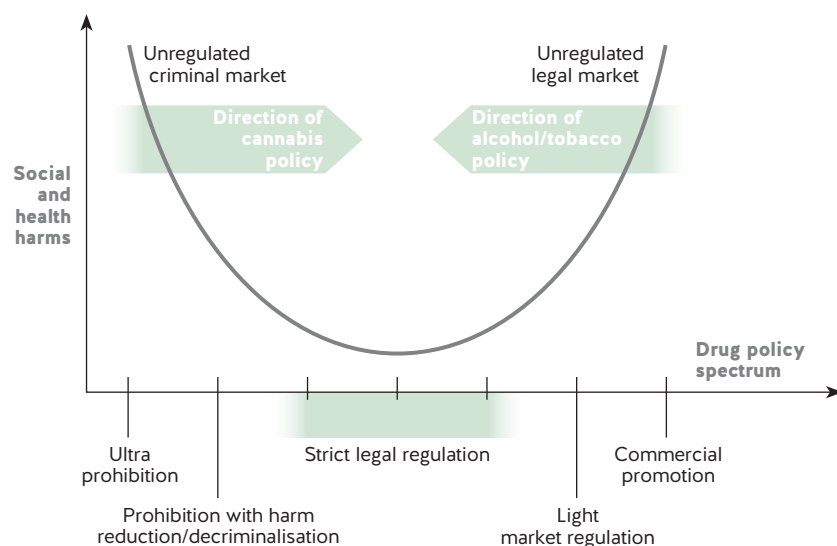 Unregulated
criminal market
Unregulated
legal market
Direction of
cannabis
policy
Direction of
alcohol/tobacco
policy
Social
and
health
harms
Drug policy
spectrum
Ultra
prohibition
Strict legal regulation
Commercial
promotion
Prohibition with harm
reduction/decriminalisation
Light
market regulation